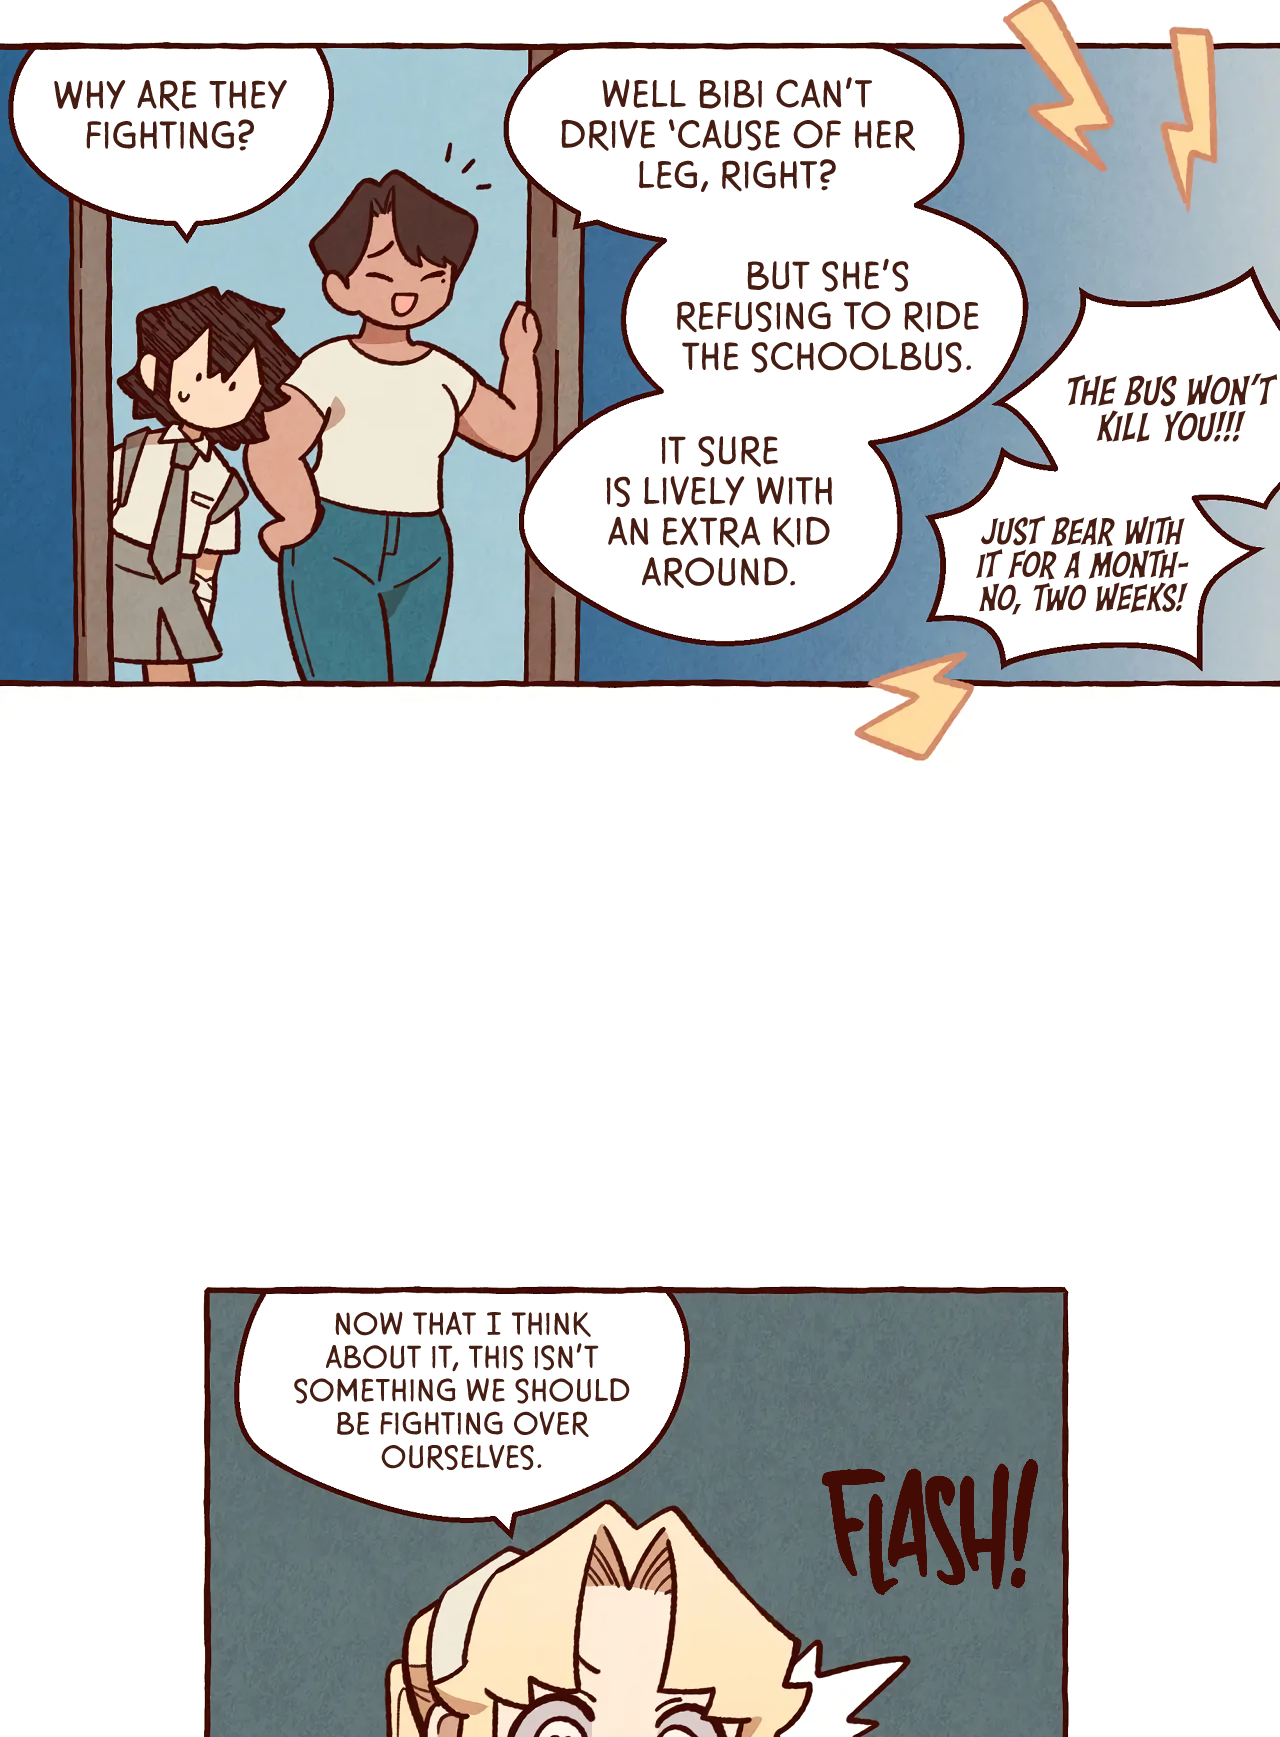 WHY ARE THEY
FIGHTING?
WELL BIBI CAN'T
DRIVE 'CAUSE OF HER
LEG, RIGHT?
BUT SHE'S
REFUSING TO RIDE
THE SCHOOLBUS.
IT SURE
IS LIVELY WITH
AN EXTRA KID
AROUND.
THE BUS WON'T
KILL YOU!!!
JUST BEAR WITH
IT FOR A MONTH-
NO, TWO WEEKS!
NOW THAT I THINK
ABOUT IT, THIS ISN'T
SOMETHING WE SHOULD
BE FIGHTING OVER
OURSELVES.
FLASH!